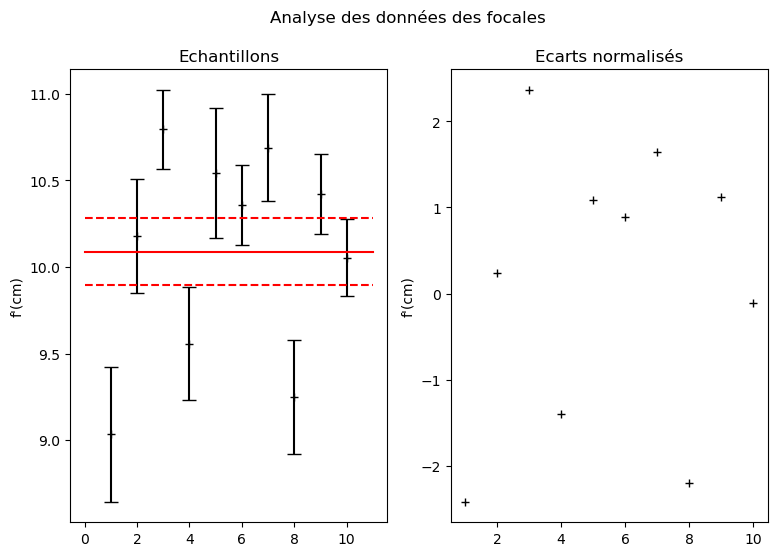 Analyse des données des focales
Echantillons
Ecarts normalisés
f'(cm)
11.0
10.5
10.0
9.5
9.0
0 2 4 6 8 10
f'(cm)
2
1
0
−1
−2
2 4 6 8 10